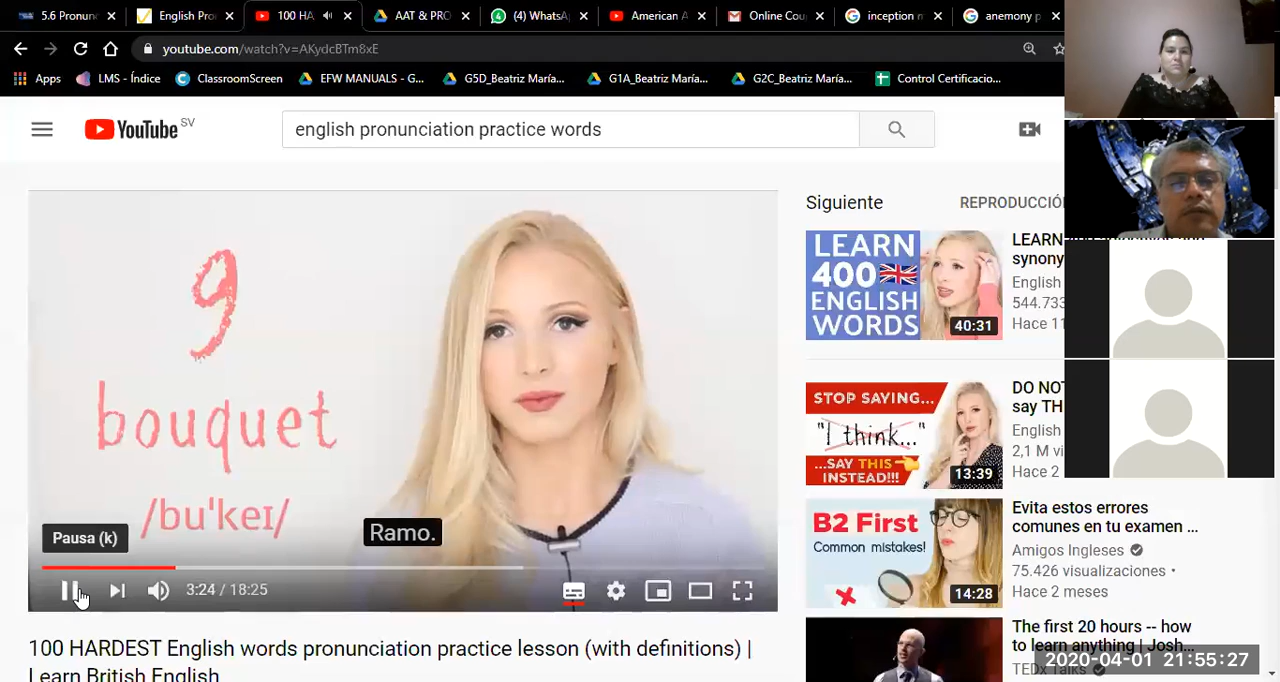 5.6 Pronun
English Pro
100 HA
AAT & PRO
(4) WhatsA
American A
Online Cou
inception m
anemony p
youtube.com/watch?v=AKydcBTm8xE
Apps
LMS - Índice
ClassroomScreen
EFW MANUALS - G...
G5D_Beatriz María...
G1A_Beatriz María...
G2C_Beatriz María...
Control Certificacio...
YouTube SV
english pronunciation practice words
9
bouquet
/bu'keɪ/
Ramo.
Pausa (k)
3:24 / 18:25
100 HARDEST English words pronunciation practice lesson (with definitions) |
Learn British English
Siguiente
REPRODUCCIÓ
LEARN
400
ENGLISH
WORDS
40:31
LEARN
synony
English
544.733
Hace 11
STOP SAYING...
"I think..."
...SAY THIS
INSTEAD!!!
13:39
DO NOT
say TH
English
2,1 M v
Hace 2
B2 First
Common mistakes!
14:28
Evita estos errores
comunes en tu examen ...
Amigos Ingleses
75.426 visualizaciones •
Hace 2 meses
The first 20 hours -- how
to learn anything | Josh...
TEDx Talks
2020-04-01 21:55:27